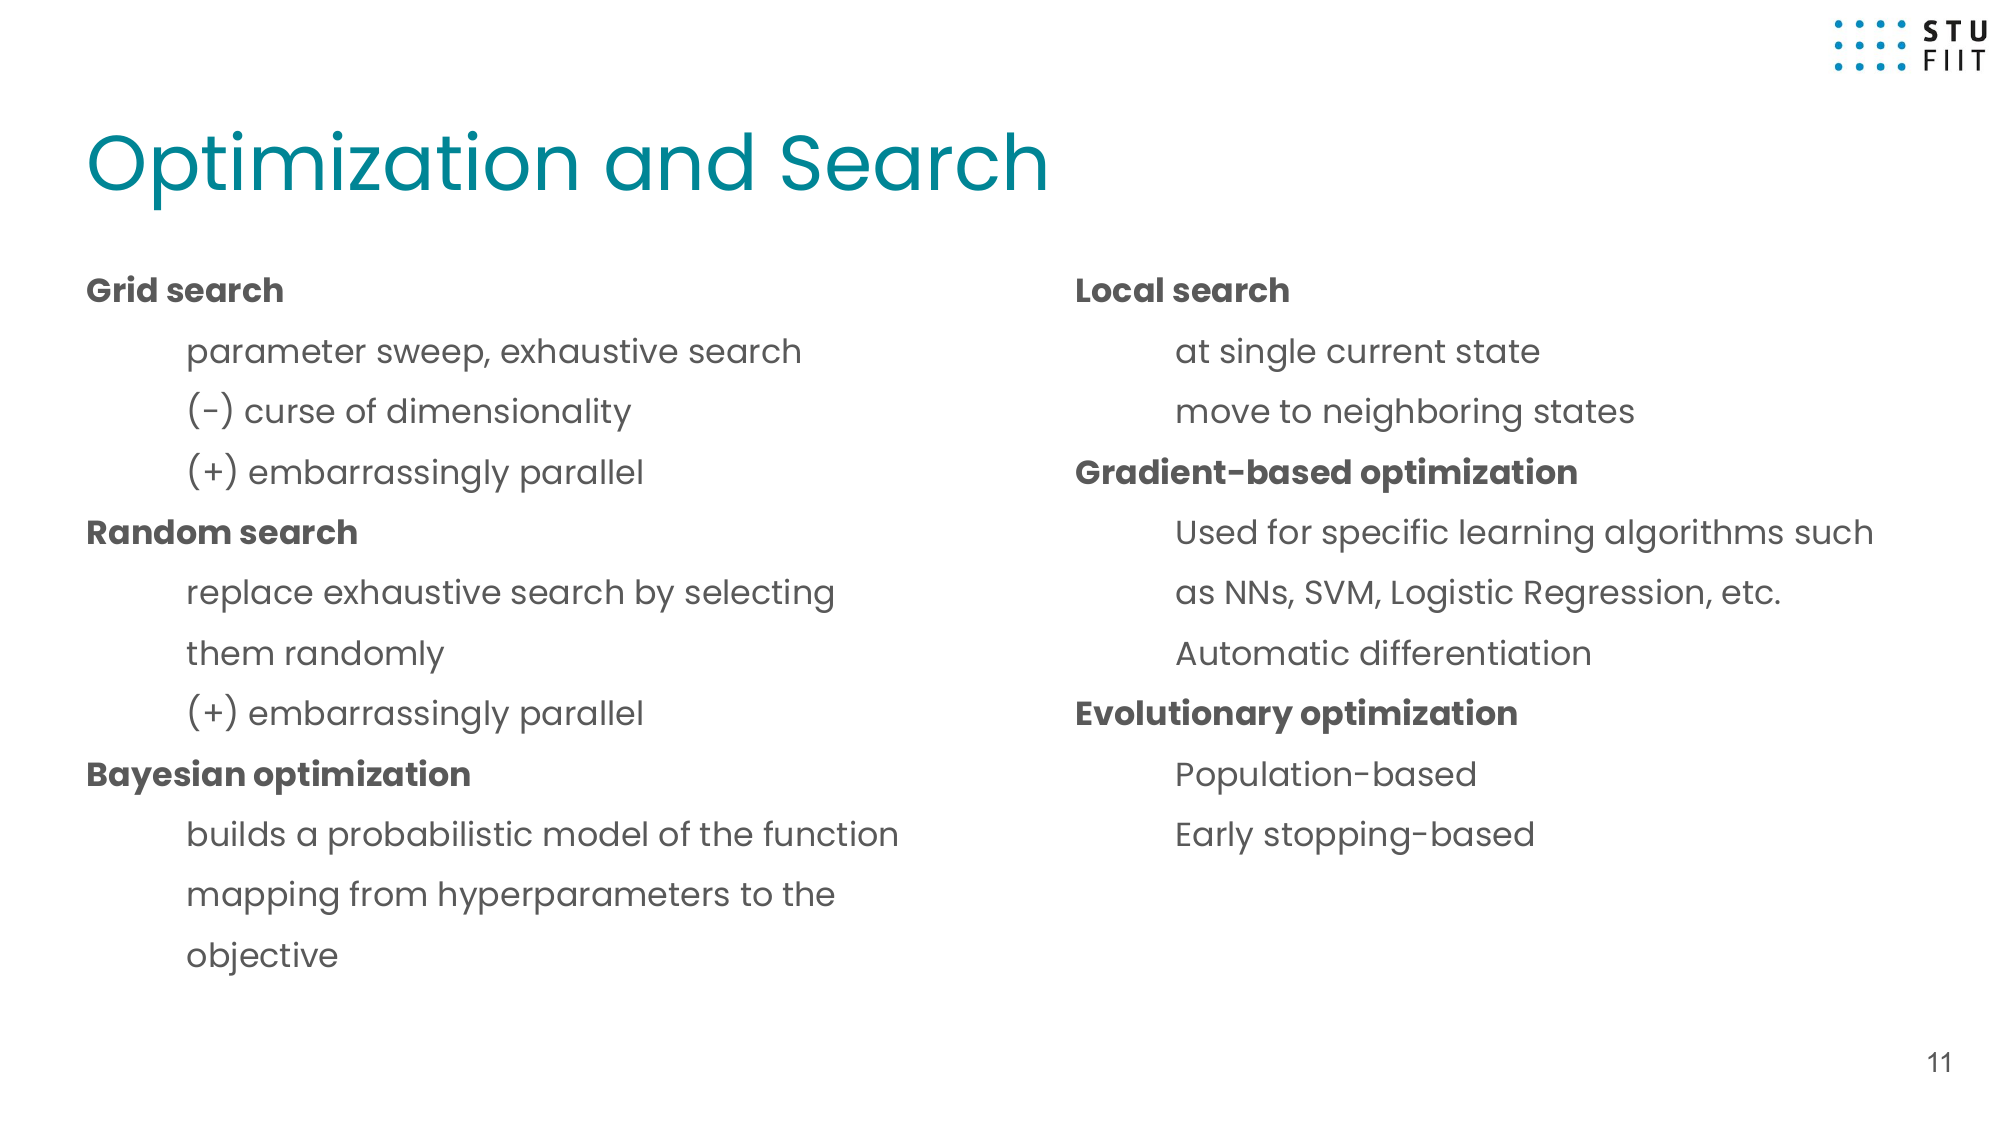 STU
FIIT
Optimization and Search
Grid search
parameter sweep, exhaustive search
(-) curse of dimensionality
(+) embarrassingly parallel
Random search
replace exhaustive search by selecting
them randomly
(+) embarrassingly parallel
Bayesian optimization
builds a probabilistic model of the function
mapping from hyperparameters to the
objective
Local search
at single current state
move to neighboring states
Gradient-based optimization
Used for specific learning algorithms such
as NNs, SVM, Logistic Regression, etc.
Automatic differentiation
Evolutionary optimization
Population-based
Early stopping-based
11